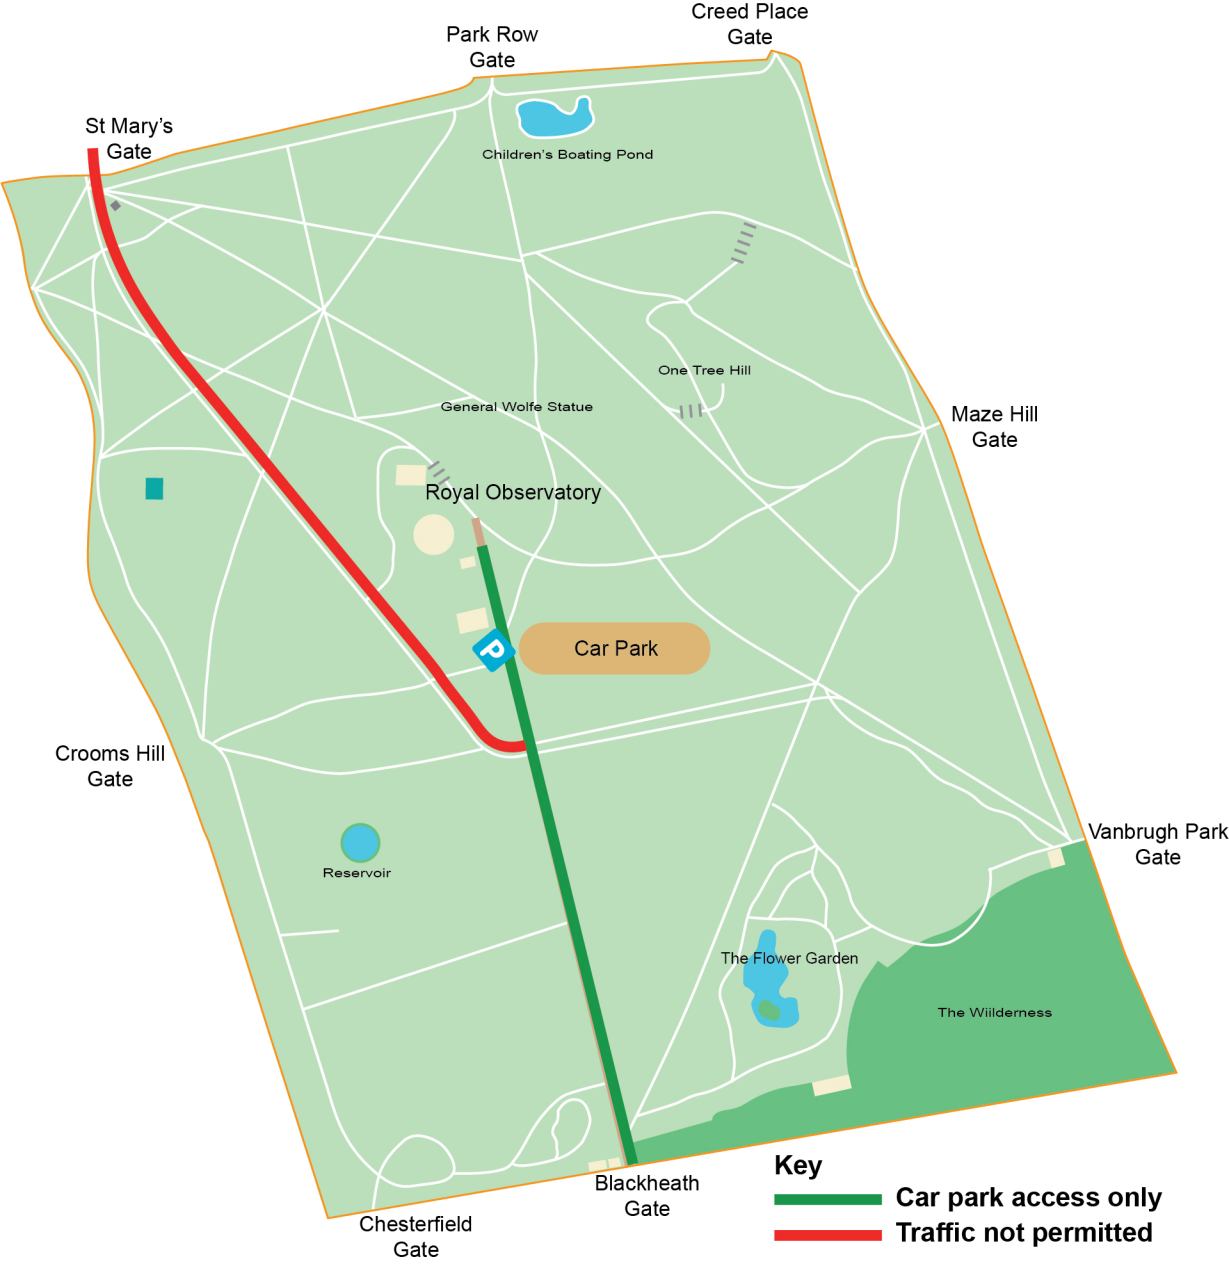 Creed Place
Gate
Park Row
Gate
St Mary's
Gate
Children's Boating Pond
One Tree Hill
General Wolfe Statue
Maze Hill
Gate
Royal Observatory
P
Car Park
Crooms Hill
Gate
Vanbrugh Park
Gate
Reservoir
The Flower Garden
The Wiilderness
Key
Blackheath
Gate
Car park access only
Chesterfield
Gate
Traffic not permitted